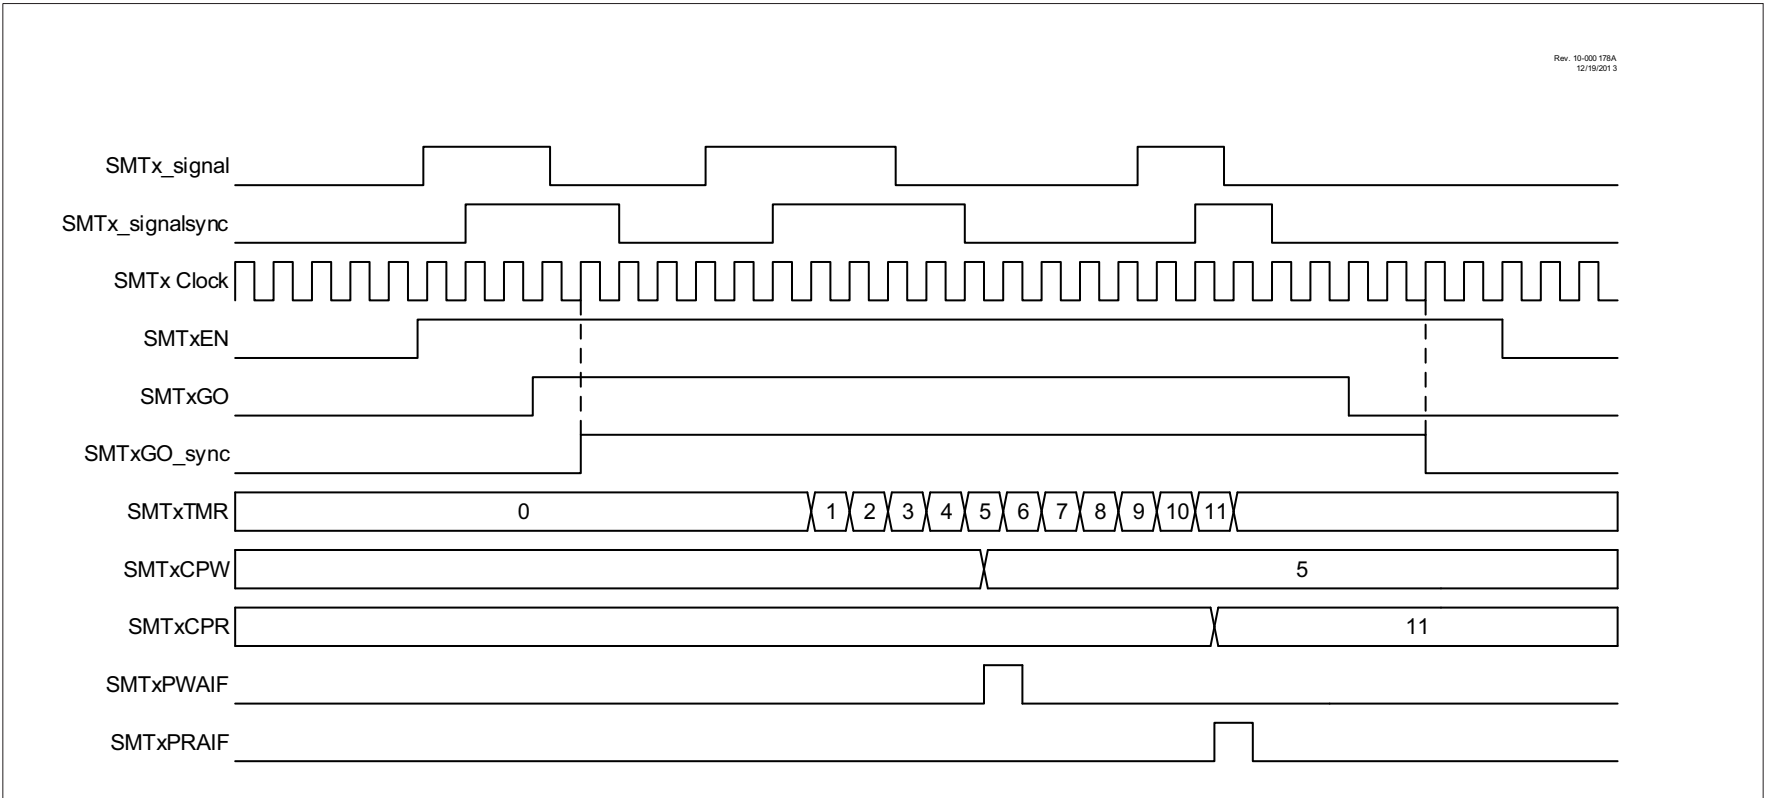 Rev. 10-000 178A
12/19/201 3
SMTx_signal
SMTx_signalsync
SMTx Clock
SMTxEN
SMTxGO
SMTxGO_sync
SMTxTMR 0 1 2 3 4 5 6 7 8 9 10 11
SMTxCPW 5
SMTxCPR 11
SMTxPWAIF
SMTxPRAIF